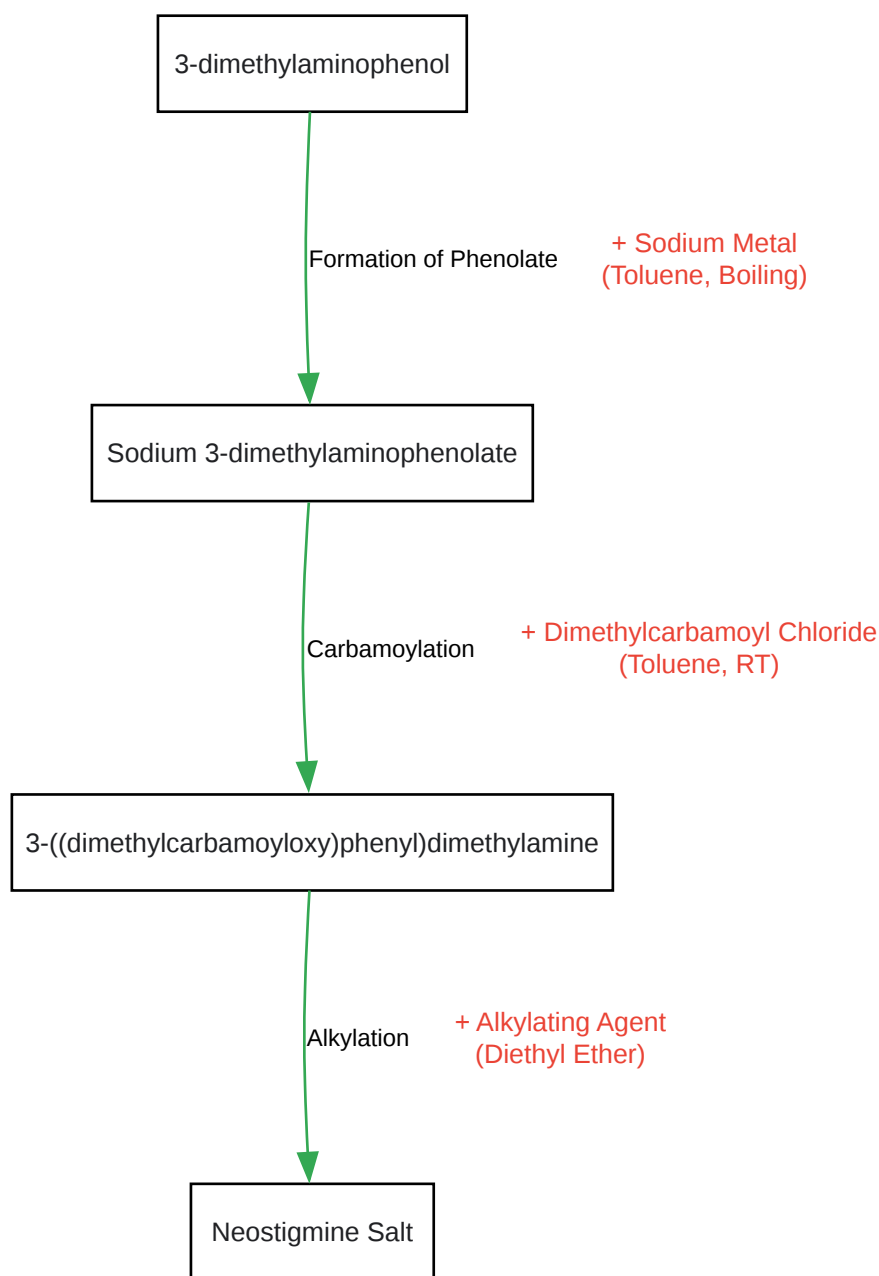 3-dimethylaminophenol
Formation of Phenolate
+ Sodium Metal
(Toluene, Boiling)
Sodium 3-dimethylaminophenolate
Carbamoylation
+ Dimethylcarbamoyl Chloride
(Toluene, RT)
3-((dimethylcarbamoyloxy)phenyl)dimethylamine
Alkylation
+ Alkylating Agent
(Diethyl Ether)
Neostigmine Salt